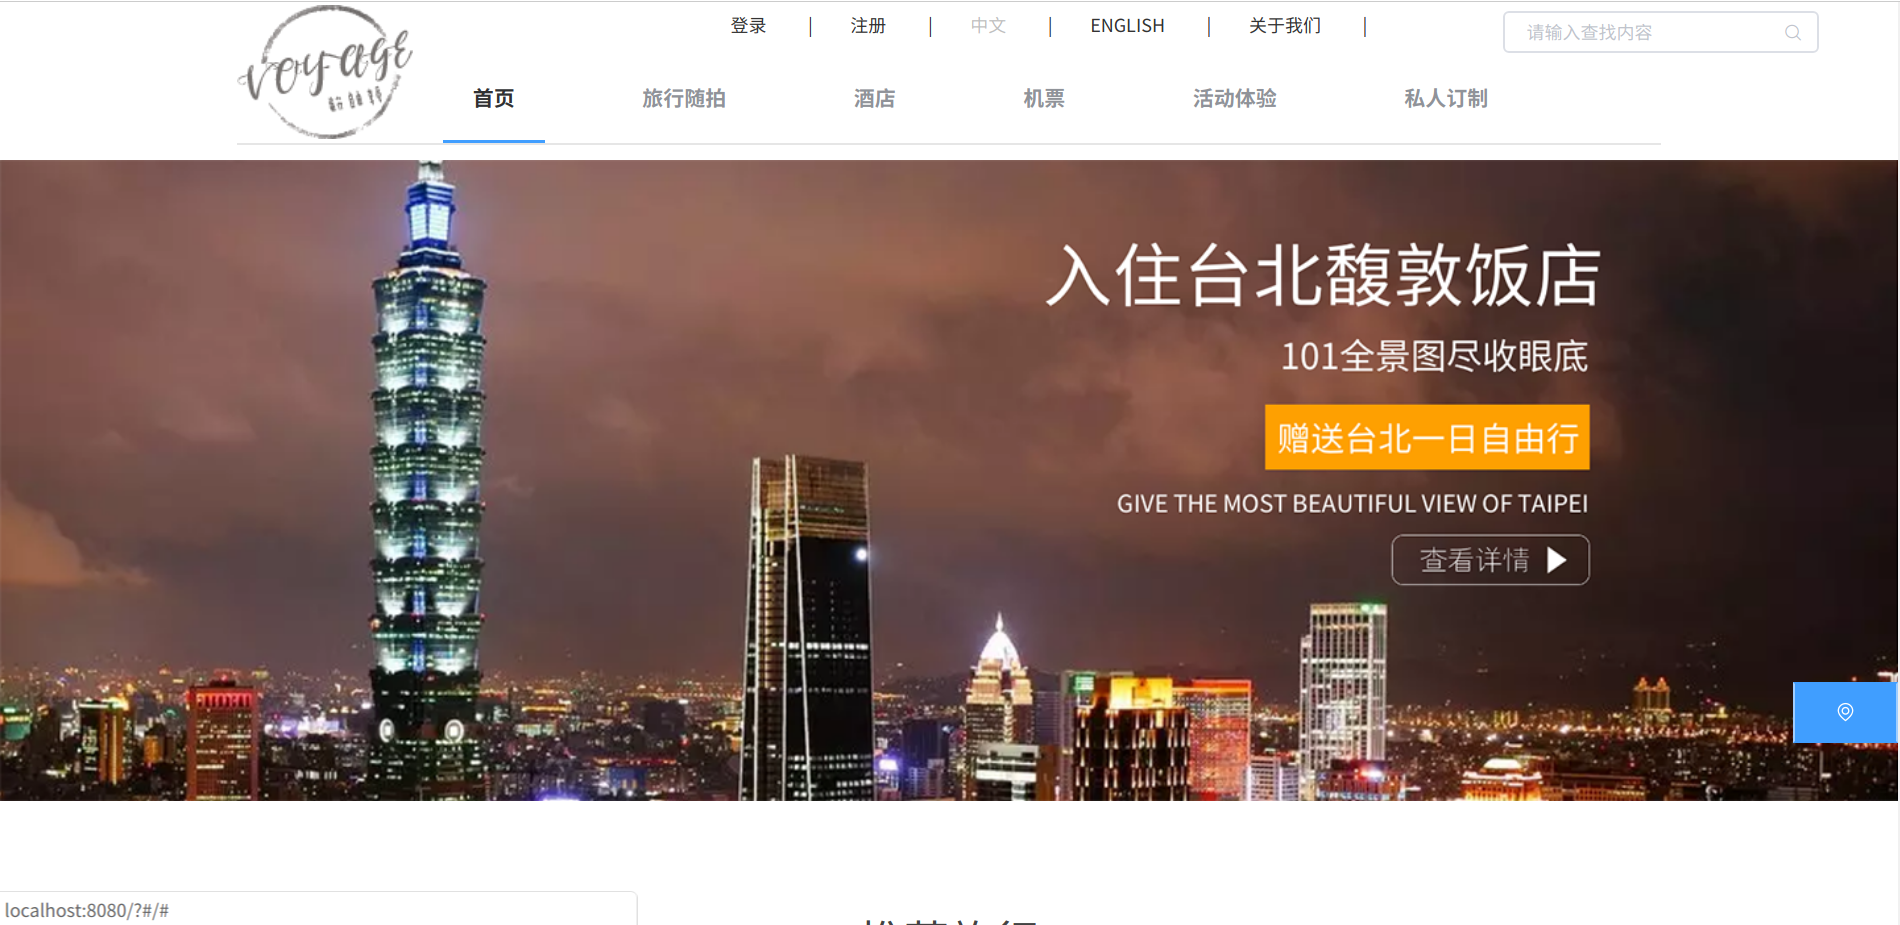 voyage
登录 | 注册 | 中文 | ENGLISH | 关于我们 |
请输入查找内容
首页 旅行随拍 酒店 机票 活动体验 私人订制
入住台北馥敦饭店
101全景图尽收眼底
赠送台北一日自由行
GIVE THE MOST BEAUTIFUL VIEW OF TAIPEI
查看详情
localhost:8080/?#/#